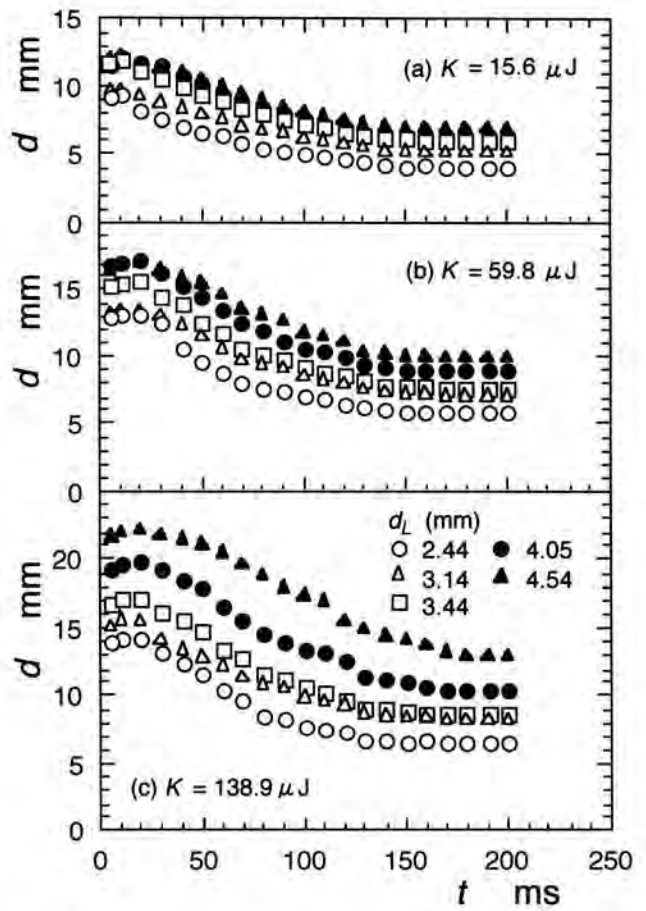 15
10
5
0
d mm
(a) K = 15.6 μJ
15
10
5
0
d mm
(b) K = 59.8 μJ
20
15
10
5
0
d mm
d_L (mm)
○ 2.44 ● 4.05
△ 3.14 ▲ 4.54
□ 3.44
(c) K = 138.9 μJ
0 50 100 150 200 250
t ms